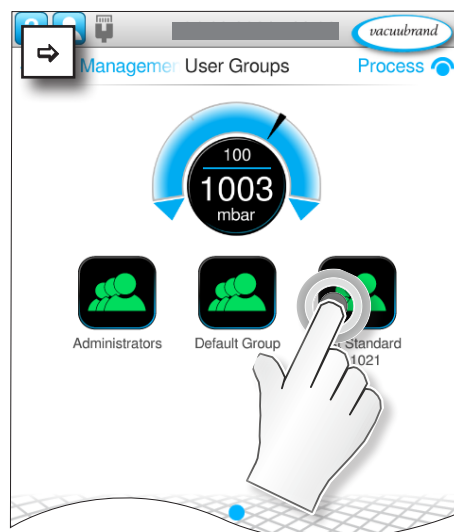 vacuubrand
Managemen User Groups Process
100
1003
mbar
Administrators
Default Group
Standard
1021